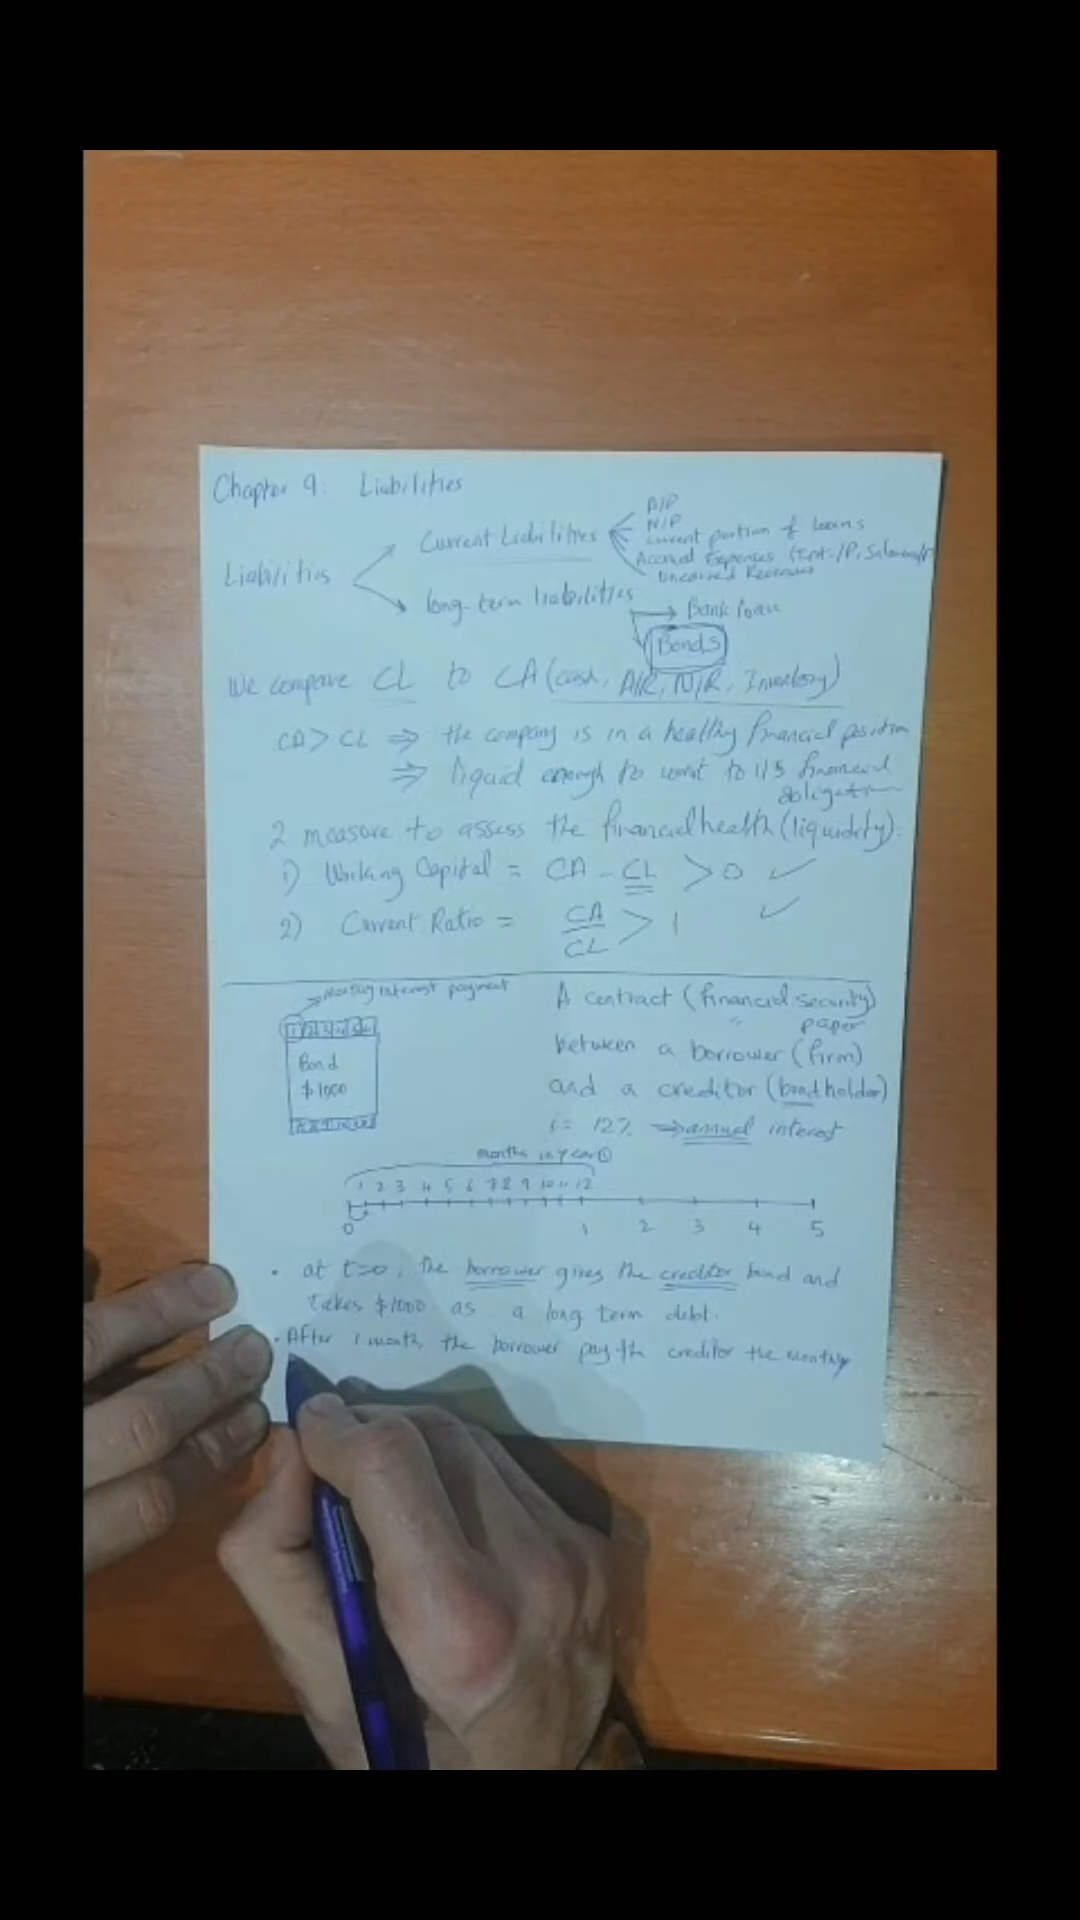 Chapter 9: Liabilities
A/P
N/P
Current portion of loans
Current Liabilities
Accrued Expenses (Int./P, Salaries/P
Unearned Revenues
Liabilities
long-term liabilities
Bank loan
Bonds
We compare CL to CA (cash, A/R, N/R, Inventory)
CA > CL ⇒ the company is in a healthy financial position
⇒ liquid enough to to its financial
obligation
2 measure to assess the financial health (liquidity).
1) Working Capital = CA - CL > 0 ✓
2) Current Ratio = CA / CL > 1 ✓
Monthly interest payment
A contract (financial security)
" paper
Bond
$1000
between a borrower (firm)
and a creditor (bondholder)
i = 12% ⇒ annual interest
months in year ①
1 2 3 4 5 6 7 8 9 10 11 12
0 1 2 3 4 5
• at t=0, the borrower gives the creditor bond and
takes $1000 as a long term debt.
• After 1 month, the borrower pay the creditor the monthly